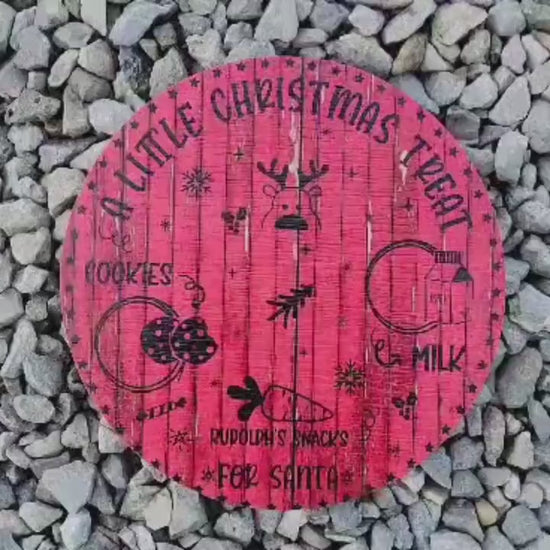 A LITTLE CHRISTMAS TREAT
COOKIES
& MILK
RUDOLPH'S SNACKS
FOR SANTA